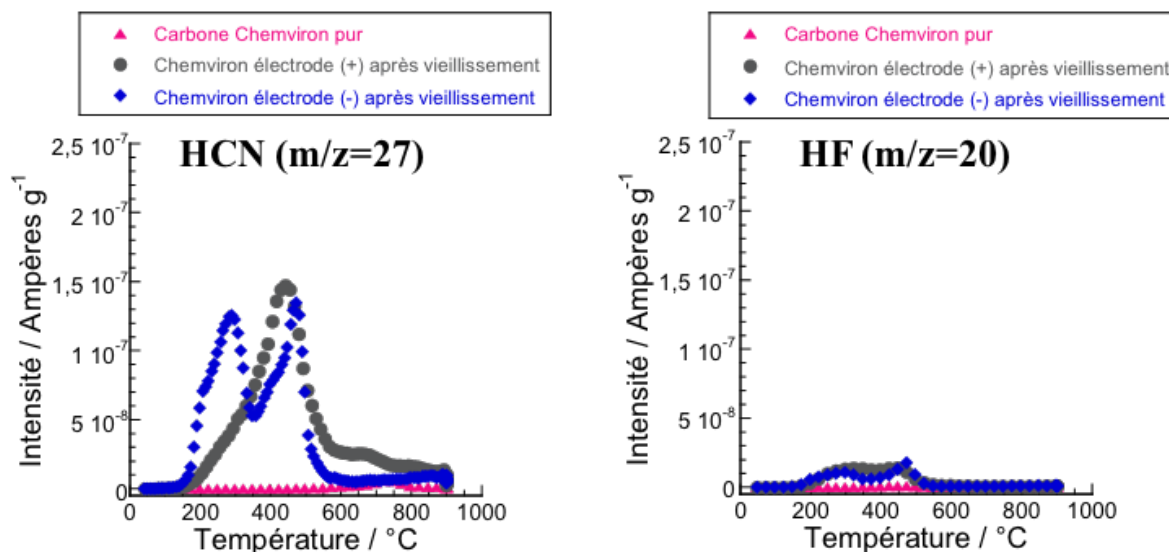 Carbone Chemviron pur
Chemviron électrode (+) après vieillissement
Chemviron électrode (-) après vieillissement
HCN (m/z=27)
2,5 10-7
2 10-7
1,5 10-7
1 10-7
5 10-8
0
Intensité / Ampères g-1
0 200 400 600 800 1000
Température / °C
Carbone Chemviron pur
Chemviron électrode (+) après vieillissement
Chemviron électrode (-) après vieillissement
HF (m/z=20)
2,5 10-7
2 10-7
1,5 10-7
1 10-7
5 10-8
0
Intensité / Ampères g-1
0 200 400 600 800 1000
Température / °C